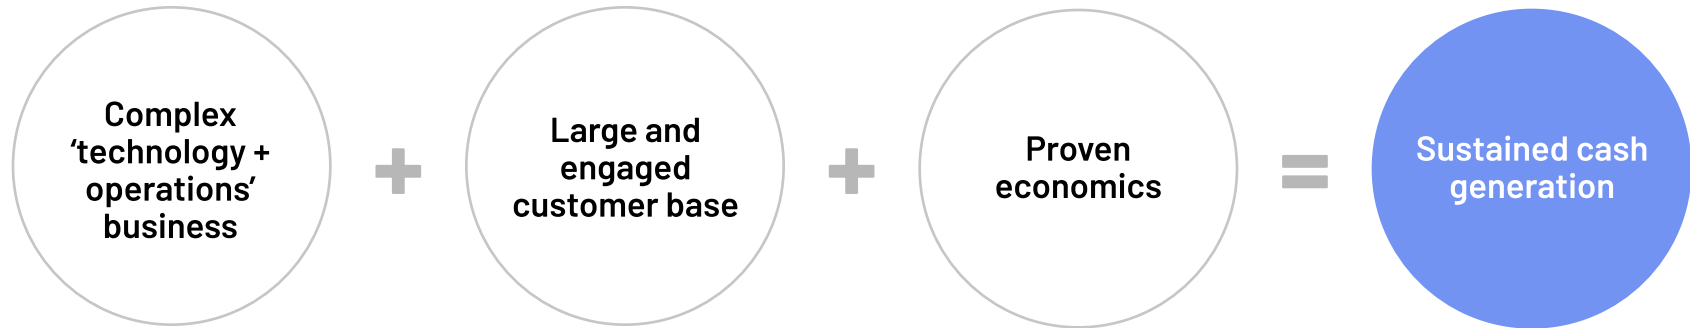 Complex
‘technology +
operations’
business
+
Large and
engaged
customer base
+
Proven
economics
=
Sustained cash
generation